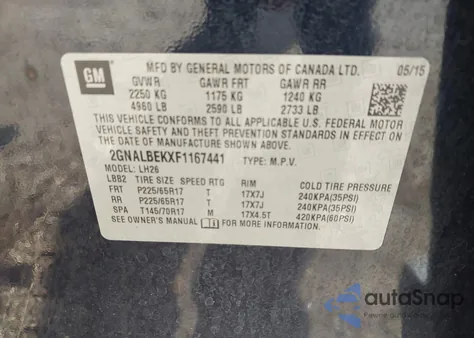 GM
MFD BY GENERAL MOTORS OF CANADA LTD. 05/15
GVWR GAWR FRT GAWR RR
2250 KG 1175 KG 1240 KG
4960 LB 2590 LB 2733 LB
THIS VEHICLE CONFORMS TO ALL APPLICABLE U.S. FEDERAL MOTOR
VEHICLE SAFETY, BUMPER, AND THEFT PREVENTION STANDARDS IN EFFECT ON
THE DATE OF MANUFACTURE SHOWN ABOVE.
2GNALBEKXF1167441 TYPE: M.P.V.
MODEL: LH26
LBB2 TIRE SIZE SPEED RTG RIM COLD TIRE PRESSURE
FRT P225/65R17 T 17X7J 240KPA(35PSI)
RR P225/65R17 T 17X7J 240KPA(35PSI)
SPA T145/70R17 M 17X4.5T 420KPA(60PSI)
SEE OWNER'S MANUAL FOR MORE INFORMATION.
autoSnap